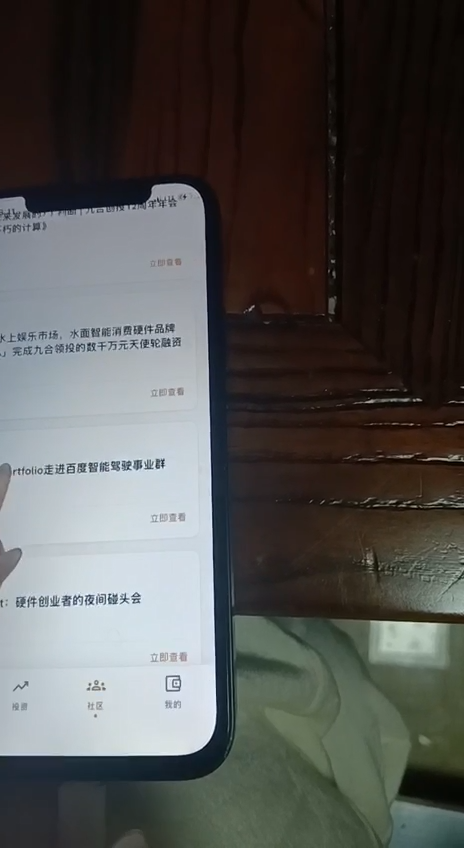 九合创投12周年年会
朽的计算》
立即查看
水上娱乐市场，水面智能消费硬件品牌
」完成九合领投的数千万元天使轮融资
立即查看
rtfolio走进百度智能驾驶事业群
立即查看
t：硬件创业者的夜间碰头会
立即查看
投资 社区 我的